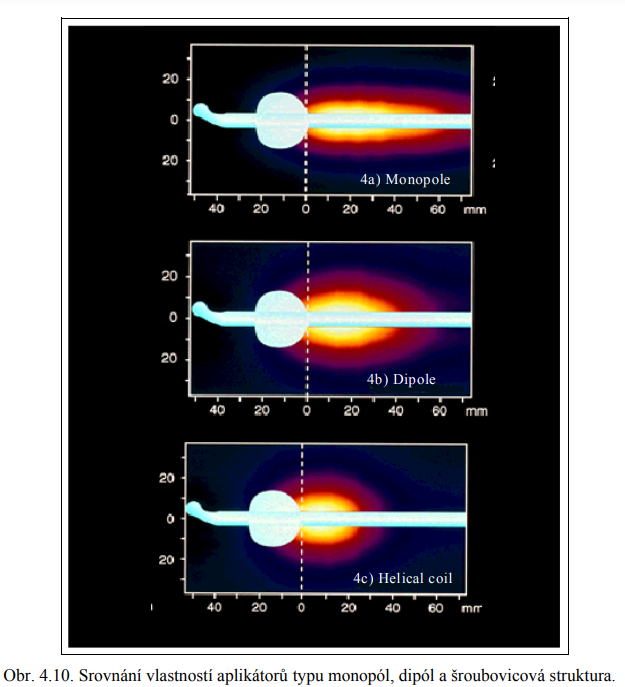 20
0
20
4a) Monopole
40 20 0 20 40 60 mm
20
0
20
4b) Dipole
40 20 0 20 40 60 mm
20
0
20
4c) Helical coil
40 20 0 20 40 60
Obr. 4.10. Srovnání vlastností aplikátorů typu monopól, dipól a šroubovicová struktura.